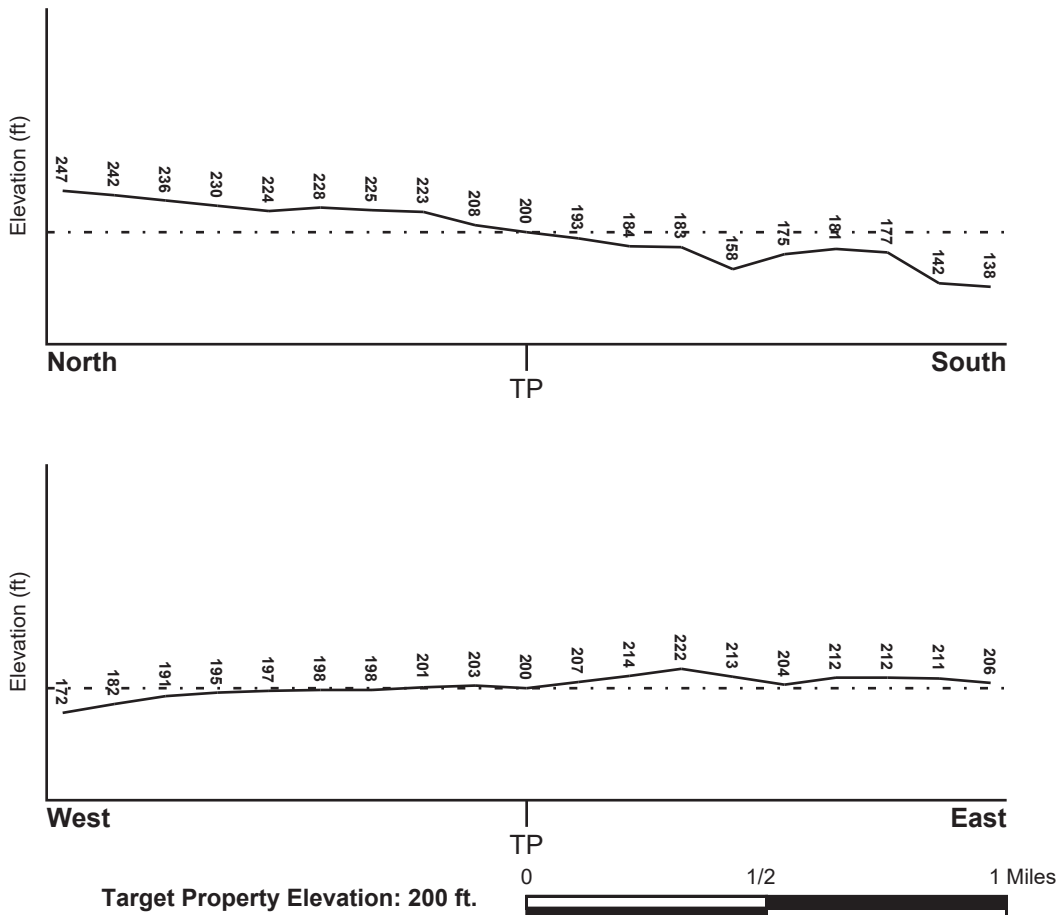 Elevation (ft)
247 242 236 230 224 228 225 223 208 200 193 184 183 158 175 181 177 142 138
North South
TP
Elevation (ft)
172 182 191 195 197 198 198 201 203 200 207 214 222 213 204 212 212 211 206
West East
TP
Target Property Elevation: 200 ft.
0 1/2 1 Miles